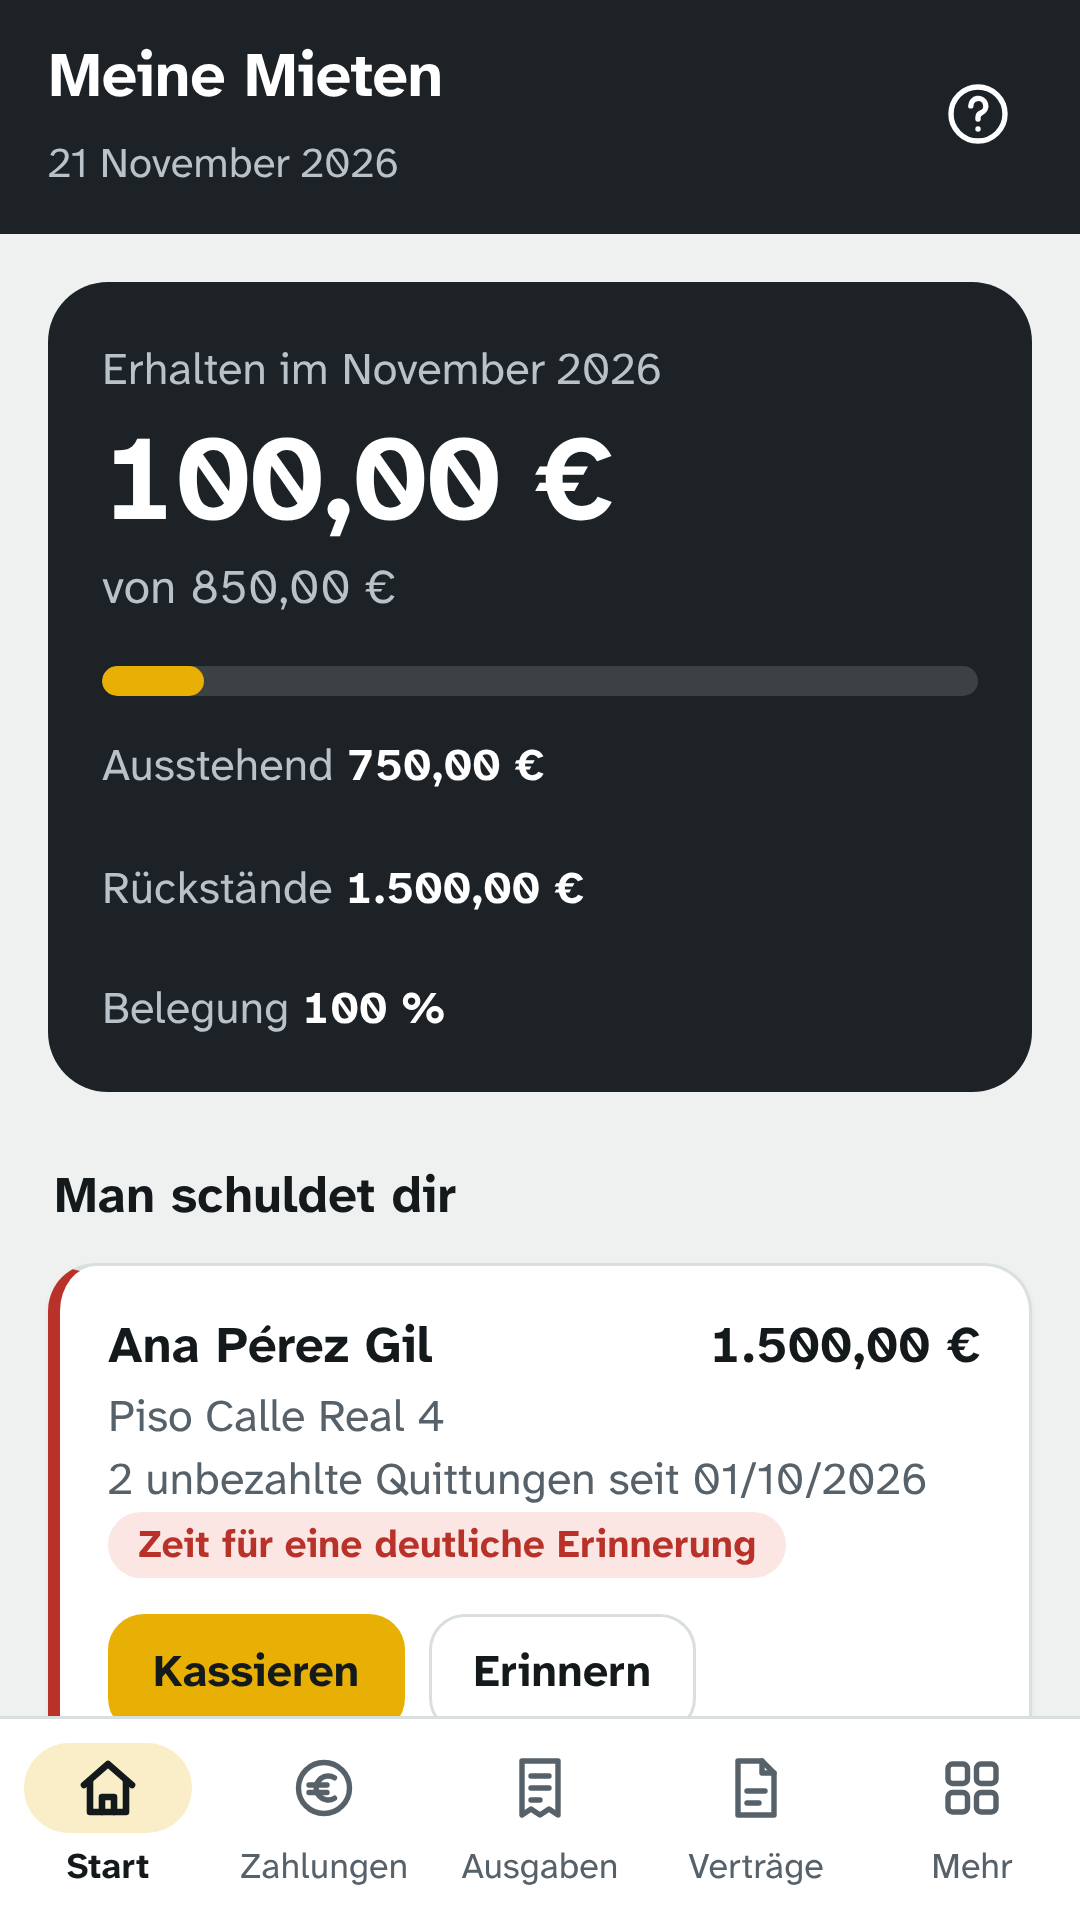 Meine Mieten
21 November 2026
Erhalten im November 2026
100,00 €
von 850,00 €
Ausstehend 750,00 €
Rückstände 1.500,00 €
Belegung 100 %
Man schuldet dir
Ana Pérez Gil 1.500,00 €
Piso Calle Real 4
2 unbezahlte Quittungen seit 01/10/2026
Zeit für eine deutliche Erinnerung
Kassieren Erinnern
Start Zahlungen Ausgaben Verträge Mehr